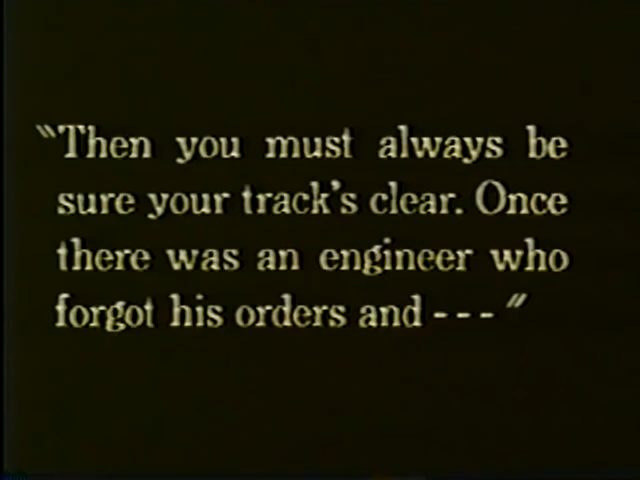 "Then you must always be
sure your track's clear. Once
there was an engineer who
forgot his orders and - - - "